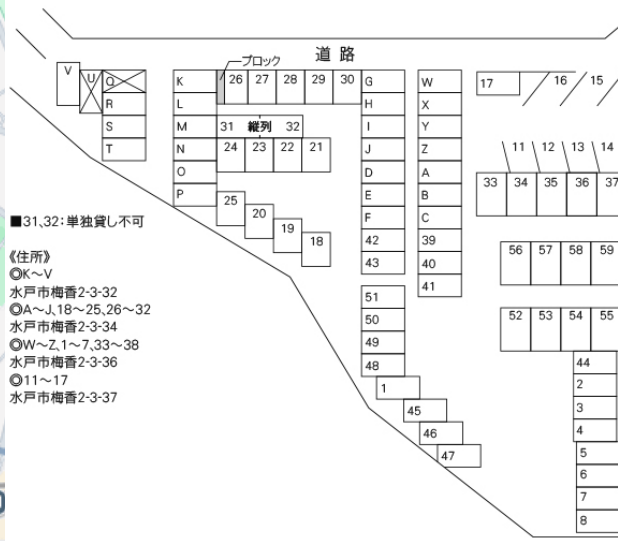 道 路
ブロック
V
U
Q
R
S
T
K
L
M
N
O
P
26 27 28 29 30
31 縦列 32
24 23 22 21
25
20
19
18
G
H
I
J
D
E
F
42
43
51
50
49
48
1
45
46
47
W
X
Y
Z
A
B
C
39
40
41
17 16 15
11 12 13 14
33 34 35 36 37
56 57 58 59
52 53 54 55
44
2
3
4
5
6
7
8
■31、32:単独貸し不可
《住所》
◎K〜V
水戸市梅香2-3-32
◎A〜J、18〜25、26〜32
水戸市梅香2-3-34
◎W〜Z、1〜7、33〜38
水戸市梅香2-3-36
◎11〜17
水戸市梅香2-3-37